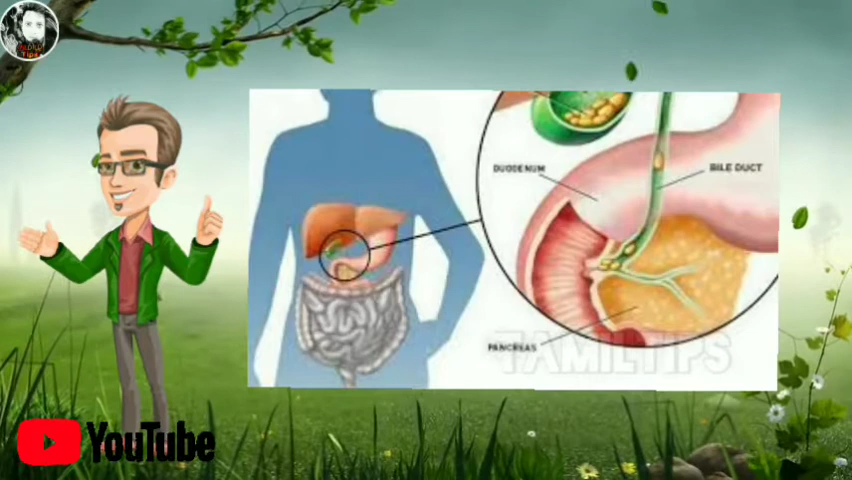 DUODENUM
BILE DUCT
PANCREAS
TAMILTIPS
YouTube